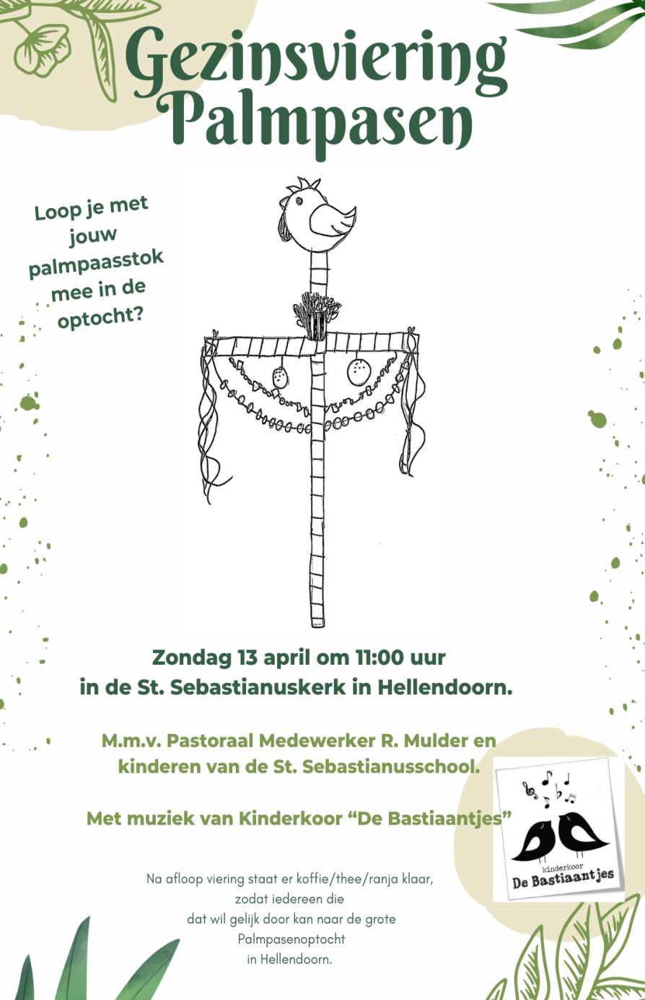 Gezinsviering
Palmpasen
Loop je met
jouw
palmpaasstok
mee in de
optocht?
Zondag 13 april om 11:00 uur
in de St. Sebastianuskerk in Hellendoorn.
M.m.v. Pastoraal Medewerker R. Mulder en
kinderen van de St. Sebastianusschool.
Met muziek van Kinderkoor “De Bastiaantjes”
kinderkoor
De Bastiaantjes
Na afloop viering staat er koffie/thee/ranja klaar,
zodat iedereen die
dat wil gelijk door kan naar de grote
Palmpasenoptocht
in Hellendoorn.